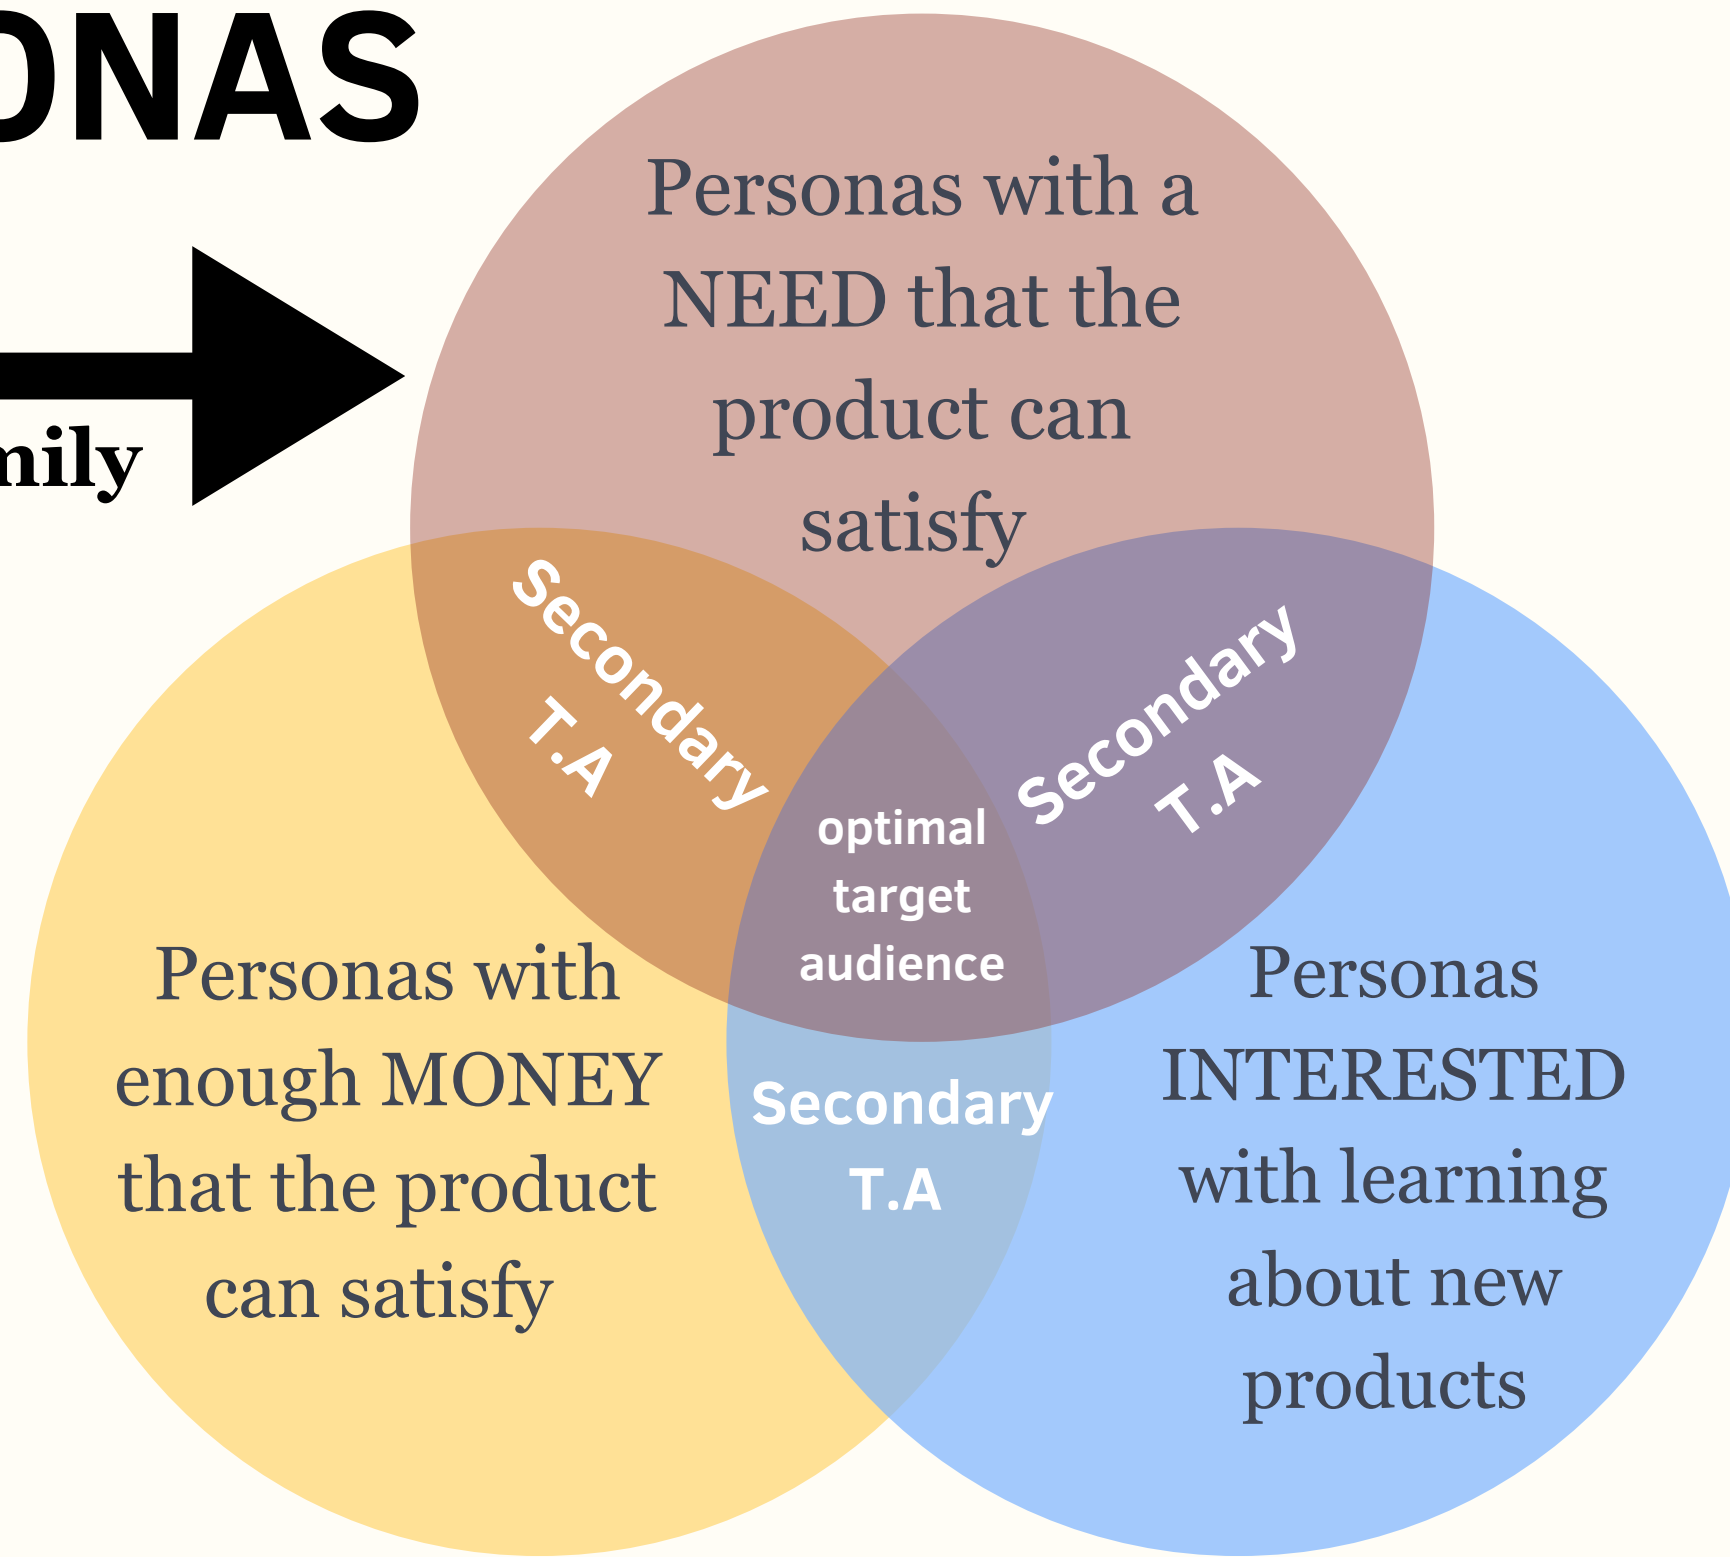 ONAS
mily
Personas with a
NEED that the
product can
satisfy
Secondary
T.A
Secondary
T.A
optimal
target
audience
Personas with
enough MONEY
that the product
can satisfy
Secondary
T.A
Personas
INTERESTED
with learning
about new
products